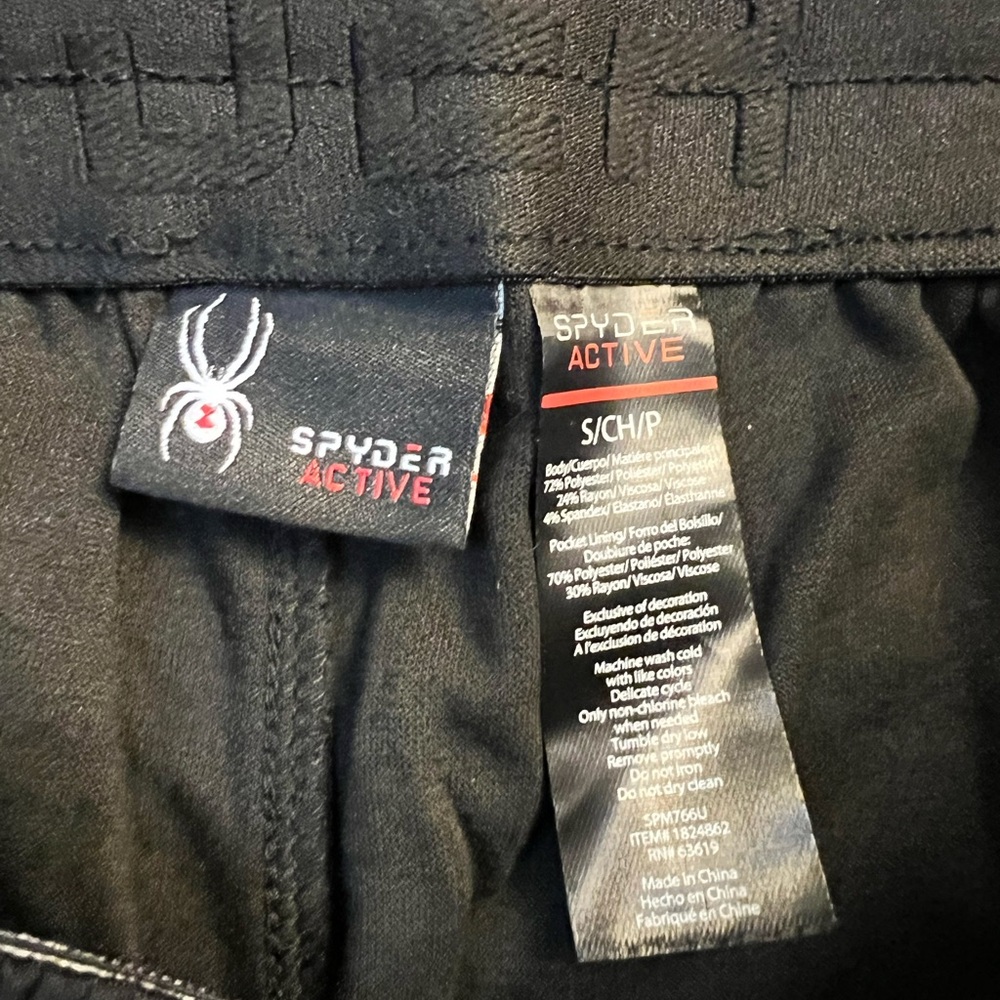 SPYDER
ACTIVE
SPYDER
ACTIVE
S/CH/P
Body/Cuerpo/ Matière principale:
72% Polyester/ Poliéster/ Polyester
24% Rayon/ Viscosa/ Viscose
4% Spandex/ Elastano/ Élasthanne
Pocket Lining/ Forro del Bolsillo/
Doublure de poche:
70% Polyester/ Poliéster/ Polyester
30% Rayon/ Viscosa/ Viscose
Exclusive of decoration
Excluyendo de decoración
A l'exclusion de décoration
Machine wash cold
with like colors
Delicate cycle
Only non-chlorine bleach
when needed
Tumble dry low
Remove promptly
Do not iron
Do not dry clean
SPM766U
ITEM# 1824862
RN# 63619
Made in China
Hecho en China
Fabriqué en Chine